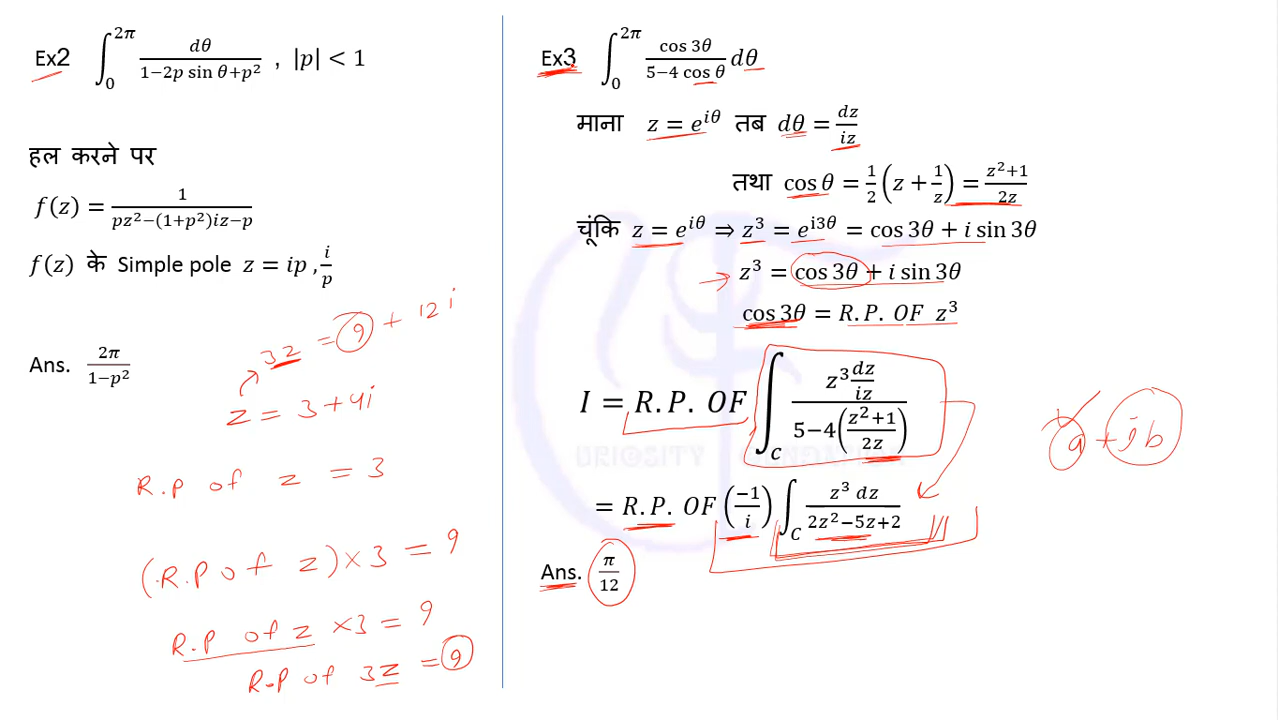 Ex2 ∫₀^{2π} dθ/(1−2p sin θ+p²) , |p| < 1
हल करने पर
f(z) = 1/(pz²−(1+p²)iz−p)
f(z) के Simple pole z = ip , i/p
3z = 9 + 12i
Ans. 2π/(1−p²)
z = 3 + 4i
R.p of z = 3
(R.P of z) × 3 = 9
R.P of z × 3 = 9
R.P of 3z = 9
Ex3 ∫₀^{2π} cos 3θ/(5−4 cos θ) dθ
माना z = e^{iθ} तब dθ = dz/iz
तथा cos θ = 1/2 (z + 1/z) = (z²+1)/2z
चूंकि z = e^{iθ} ⇒ z³ = e^{i3θ} = cos 3θ + i sin 3θ
→ z³ = cos 3θ + i sin 3θ
cos 3θ = R.P. OF z³
I = R.P. OF ∫_C (z³ dz/iz)/(5−4((z²+1)/2z))
a + ib
= R.P. OF (−1/i) ∫_C z³ dz/(2z²−5z+2)
Ans. π/12